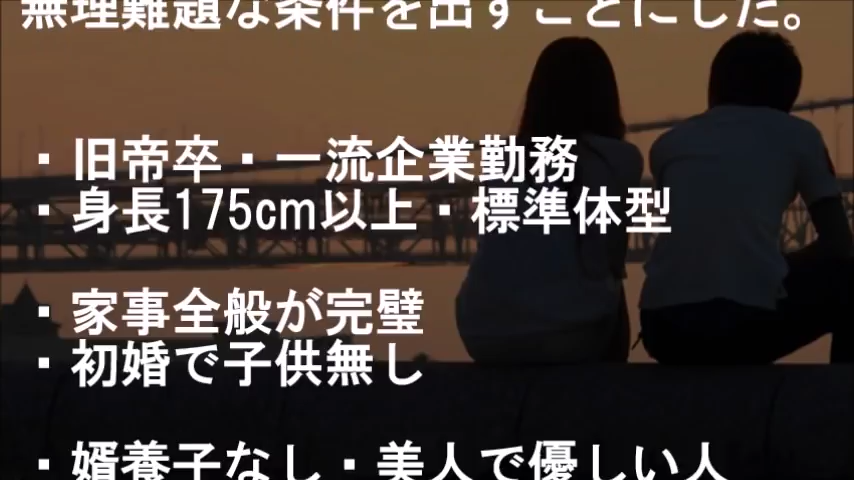 無理難題な条件を出すことにした。
・旧帝卒・一流企業勤務
・身長175cm以上・標準体型
・家事全般が完璧
・初婚で子供無し
・婿養子なし・美人で優しい人